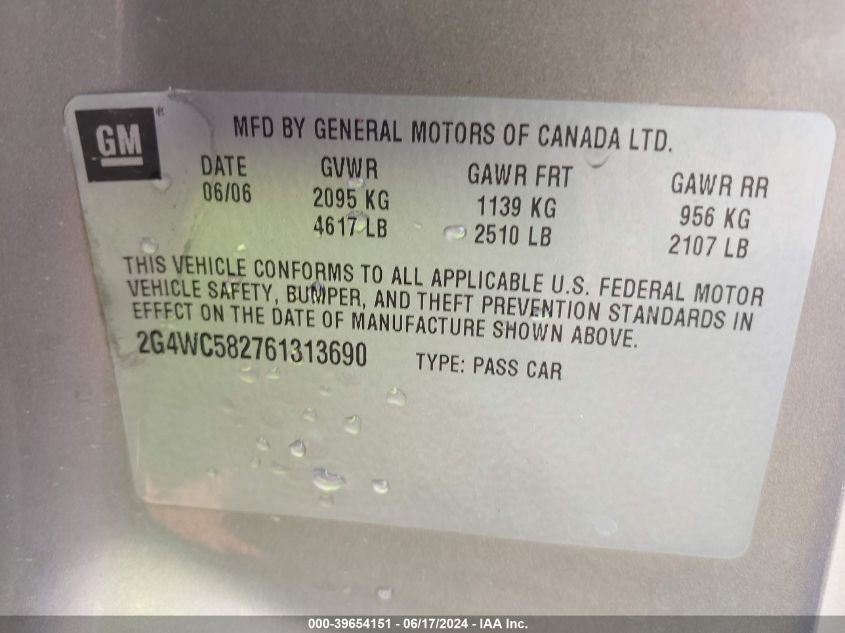 GM®
MFD BY GENERAL MOTORS OF CANADA LTD.
DATE GVWR GAWR FRT GAWR RR
06/06 2095 KG 1139 KG 956 KG
4617 LB 2510 LB 2107 LB
THIS VEHICLE CONFORMS TO ALL APPLICABLE U.S. FEDERAL MOTOR
VEHICLE SAFETY, BUMPER, AND THEFT PREVENTION STANDARDS IN
EFFECT ON THE DATE OF MANUFACTURE SHOWN ABOVE.
2G4WC582761313690 TYPE: PASS CAR
000-39654151 - 06/17/2024 - IAA Inc.